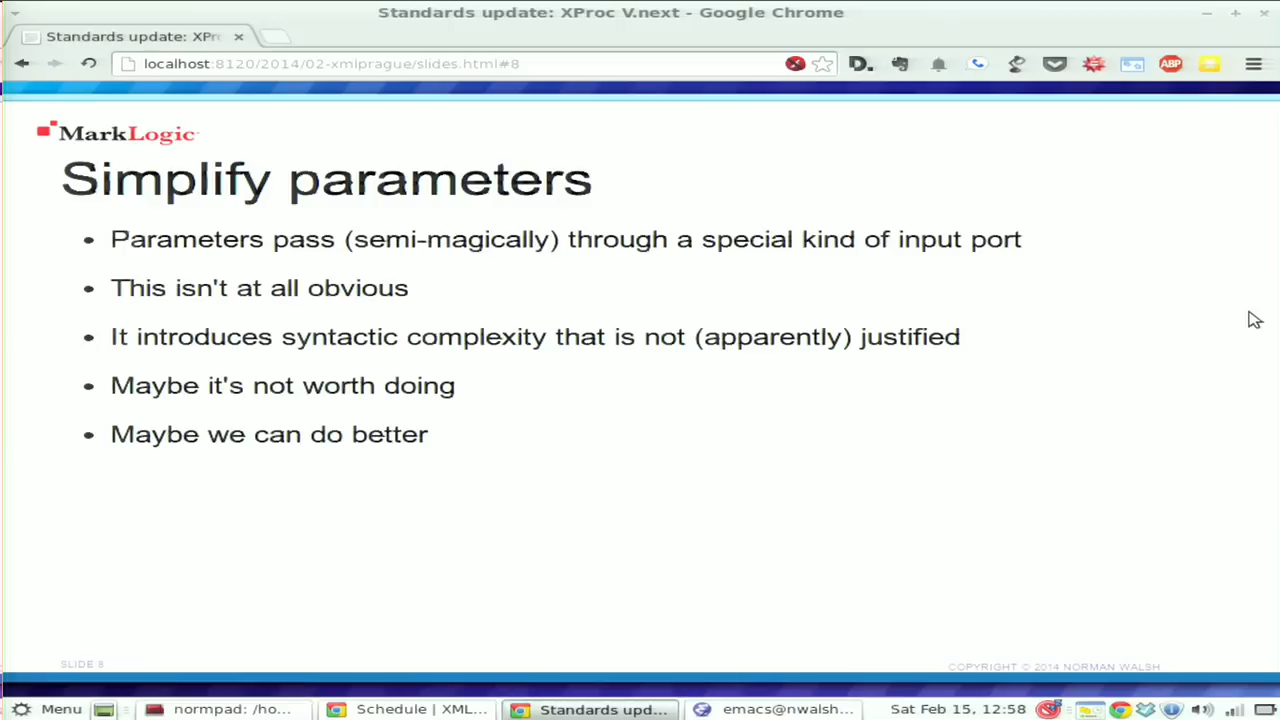 Standards update: XProc V.next - Google Chrome
Standards update: XPr
localhost:8120/2014/02-xmlprague/slides.html#8
D.
ABP
MarkLogic
Simplify parameters
• Parameters pass (semi-magically) through a special kind of input port
• This isn't at all obvious
• It introduces syntactic complexity that is not (apparently) justified
• Maybe it's not worth doing
• Maybe we can do better
SLIDE 8
COPYRIGHT © 2014 NORMAN WALSH
Menu
normpad: /ho...
Schedule | XML...
Standards upd...
emacs@nwalsh...
Sat Feb 15, 12:58